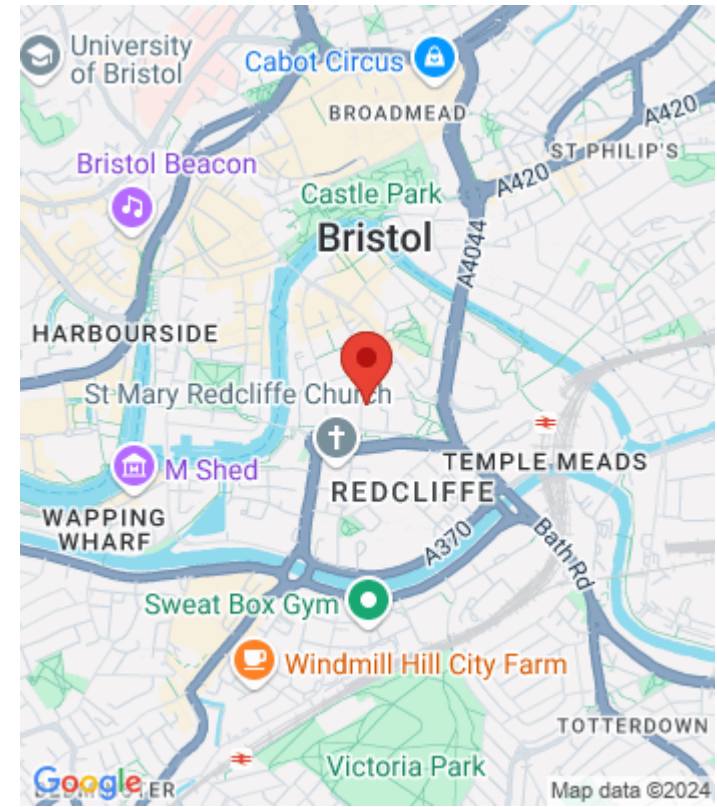 University
of Bristol
Cabot Circus
BROADMEAD
A420
ST PHILIP'S
A420
Bristol Beacon
Castle Park
Bristol
A4044
HARBOURSIDE
St Mary Redcliffe Church
M Shed
TEMPLE MEADS
REDCLIFFE
WAPPING
WHARF
A370
Bath Rd
Sweat Box Gym
Windmill Hill City Farm
TOTTERDOWN
Victoria Park
Google
Map data ©2024